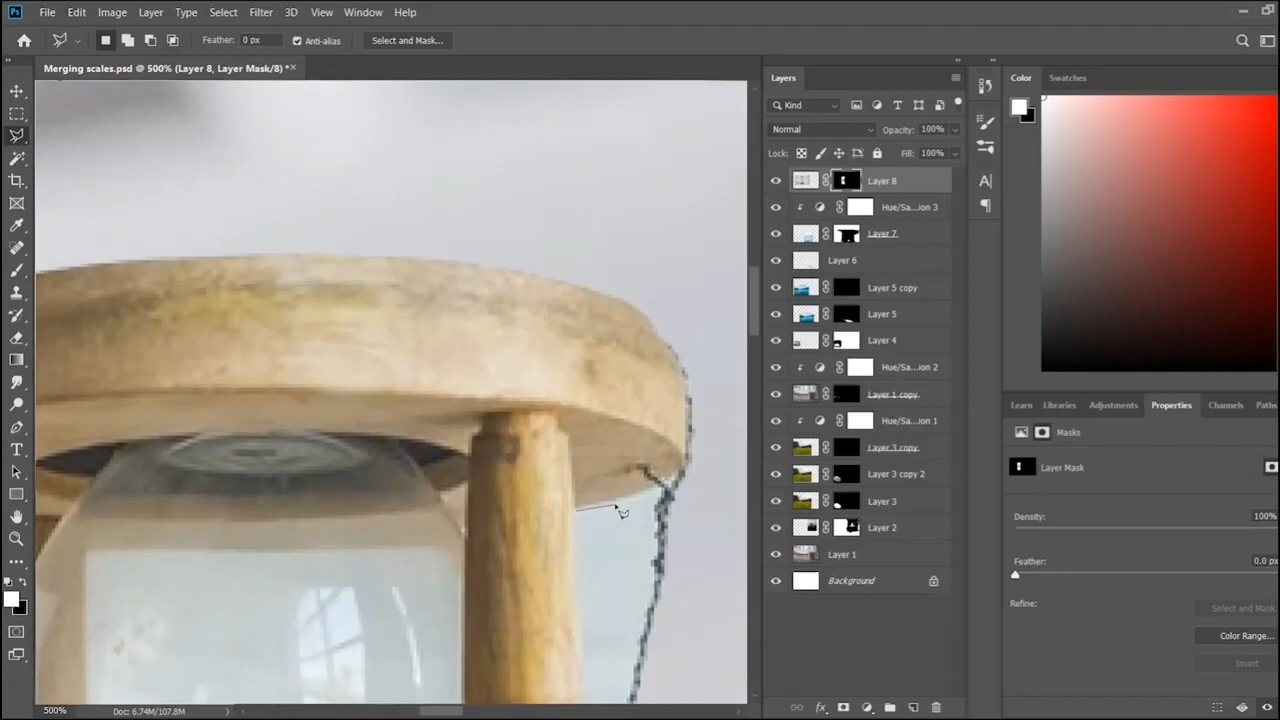 Ps File Edit Image Layer Type Select Filter 3D View Window Help
Feather: 0 px Anti-alias Select and Mask...
Merging scales.psd @ 500% (Layer 8, Layer Mask/8) *
Layers
Kind
Normal Opacity: 100%
Lock: Fill: 100%
Layer 8
Hue/Sa...ion 3
Layer 7
Layer 6
Layer 5 copy
Layer 5
Layer 4
Hue/Sa...ion 2
Layer 1 copy
Hue/Sa...ion 1
Layer 3 copy
Layer 3 copy 2
Layer 3
Layer 2
Layer 1
Background
Color Swatches
Learn Libraries Adjustments Properties Channels Paths
Masks
Layer Mask
Density: 100%
Feather: 0.0 px
Refine: Select and Mask
Color Range...
Invert
500% Doc: 6.74M/107.8M